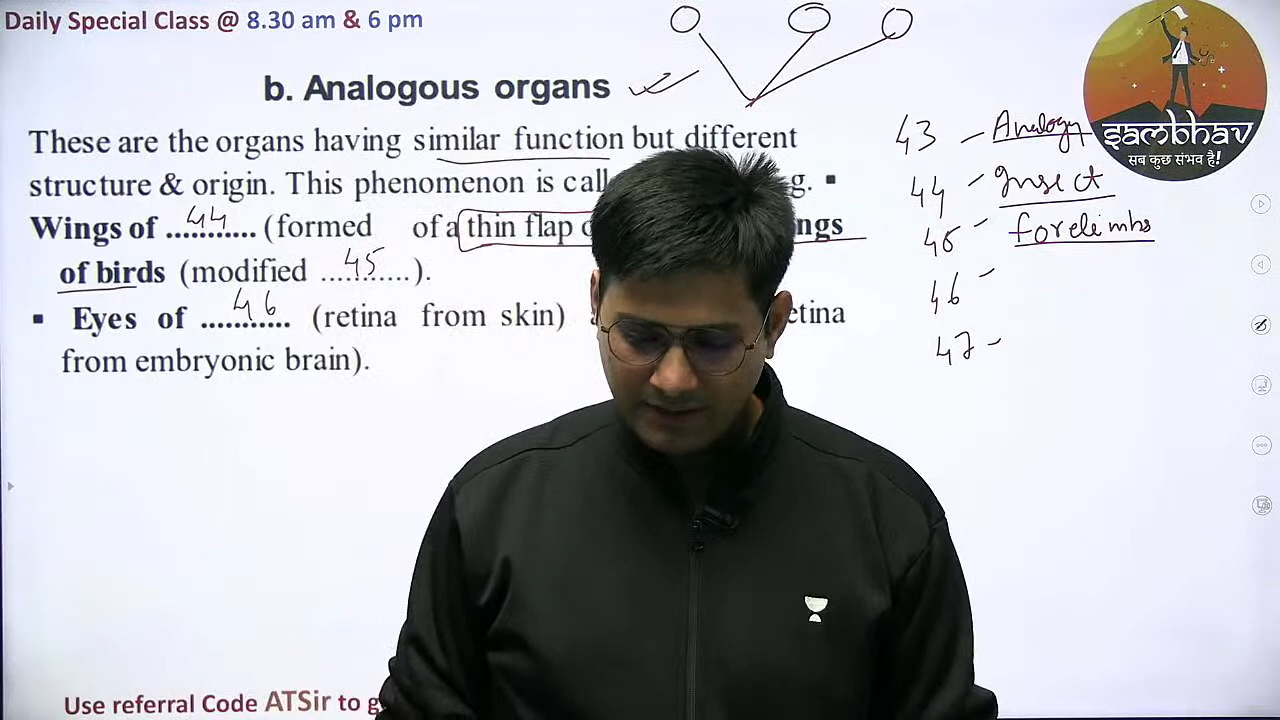 Daily Special Class @ 8.30 am & 6 pm
b. Analogous organs
These are the organs having similar function but different
structure & origin. This phenomenon is g.
Wings of ............ (formed of a thin flap ngs
44
of birds (modified ............).
45
Eyes of ............ (retina from skin) etina
46
from embryonic brain).
43 - Analogy
44 - Insect
45 - forelimbs
46 -
47 -
sambhav
सब कुछ संभव है!
Use referral Code ATSir to g